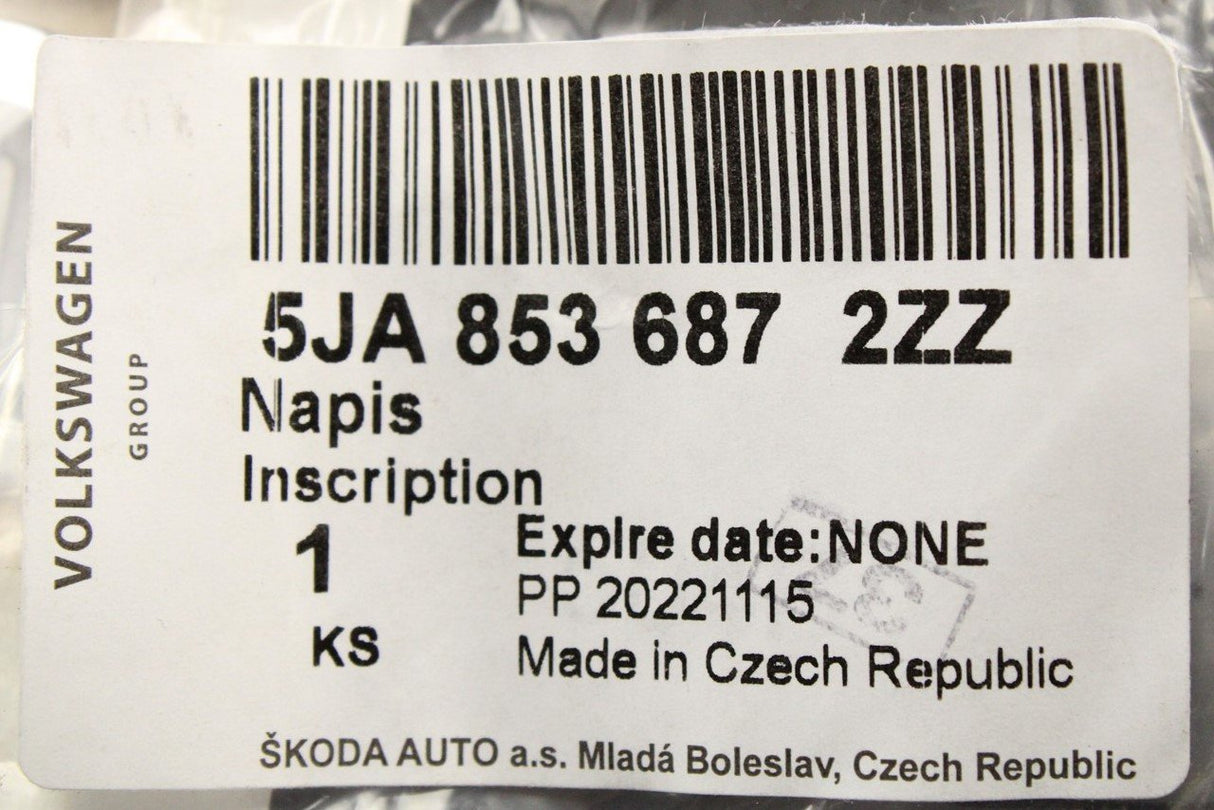 VOLKSWAGEN
GROUP
5JA 853 687 2ZZ
Napis
Inscription
1
KS
Expire date:NONE
PP 20221115
Made in Czech Republic
ŠKODA AUTO a.s. Mladá Boleslav, Czech Republic